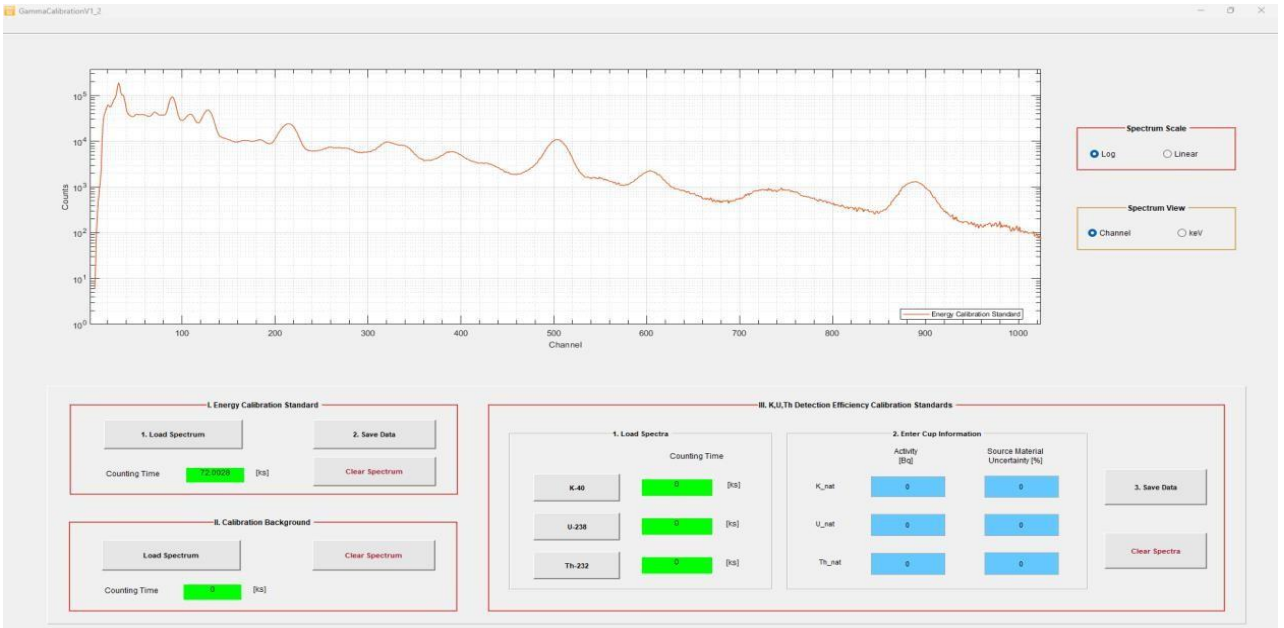 GammaCalibrationV1_2
10^5
10^4
10^3
10^2
10^1
10^0
Counts
100 200 300 400 500 600 700 800 900 1000
Channel
Energy Calibration Standard
Spectrum Scale
Log Linear
Spectrum View
Channel keV
I. Energy Calibration Standard
1. Load Spectrum 2. Save Data
Counting Time 72.0028 [ks] Clear Spectrum
II. Calibration Background
Load Spectrum Clear Spectrum
Counting Time 0 [ks]
III. K,U,Th Detection Efficiency Calibration Standards
1. Load Spectra
Counting Time
K-40 0 [ks]
U-238 0 [ks]
Th-232 0 [ks]
2. Enter Cup Information
Activity
[Bq]
Source Material
Uncertainty [%]
K_nat 0 0
U_nat 0 0
Th_nat 0 0
3. Save Data
Clear Spectra